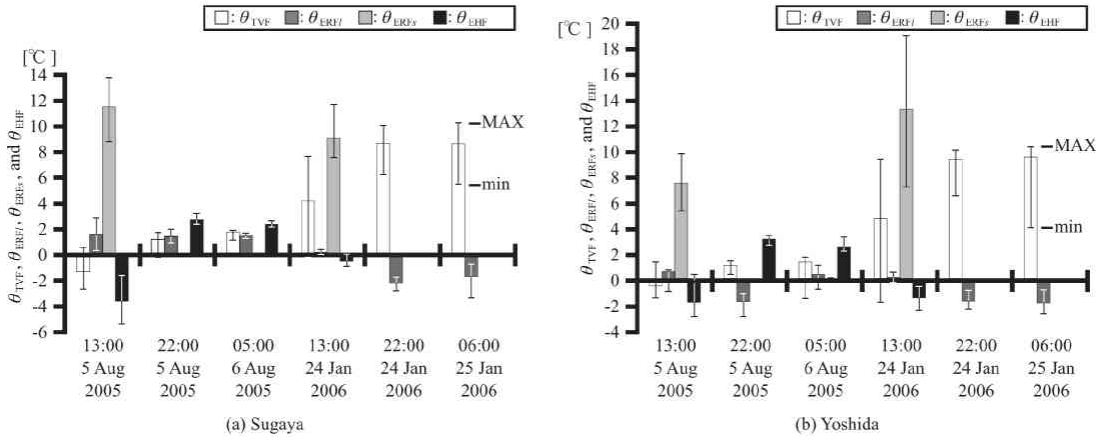 □: θTVF ■: θERFl ■: θERFs ■: θEHF
[℃]
θTVF, θERFl, θERFs, and θEHF
14
12
10
8
6
4
2
0
-2
-4
-6
MAX
min
13:00 22:00 05:00 13:00 22:00 06:00
5 Aug 5 Aug 6 Aug 24 Jan 24 Jan 25 Jan
2005 2005 2005 2006 2006 2006
(a) Sugaya
□: θTVF ■: θERFl ■: θERFs ■: θEHF
[℃]
θTVF, θERFl, θERFs, and θEHF
20
18
16
14
12
10
8
6
4
2
0
-2
-4
MAX
min
13:00 22:00 05:00 13:00 22:00 06:00
5 Aug 5 Aug 6 Aug 24 Jan 24 Jan 25 Jan
2005 2005 2005 2006 2006 2006
(b) Yoshida